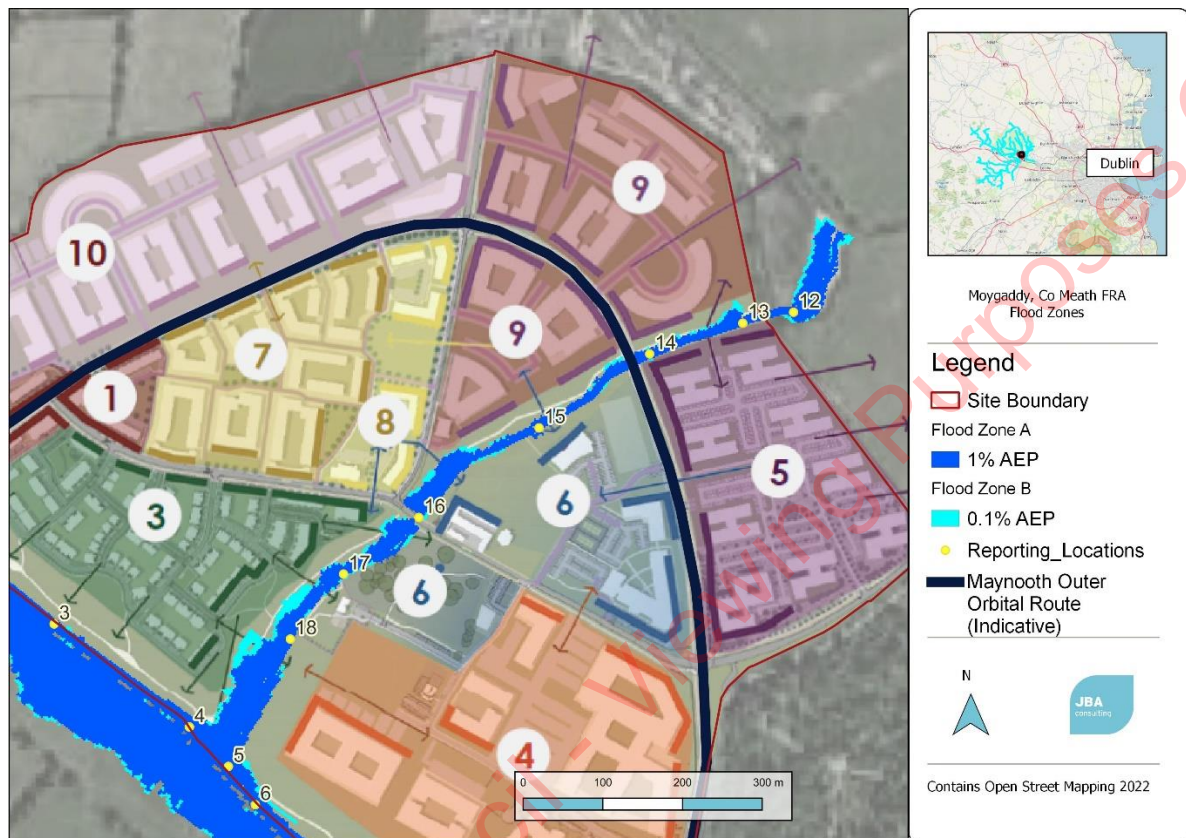 10
9
12
13
14
7
9
1
15
8
5
3
6
16
17
6
3
18
4
5
4
6
0 100 200 300 m
Dublin
Moygaddy, Co Meath FRA
Flood Zones
Legend
Site Boundary
Flood Zone A
1% AEP
Flood Zone B
0.1% AEP
Reporting_Locations
Maynooth Outer
Orbital Route
(Indicative)
N
JBA
consulting
Contains Open Street Mapping 2022
Viewing Purposes